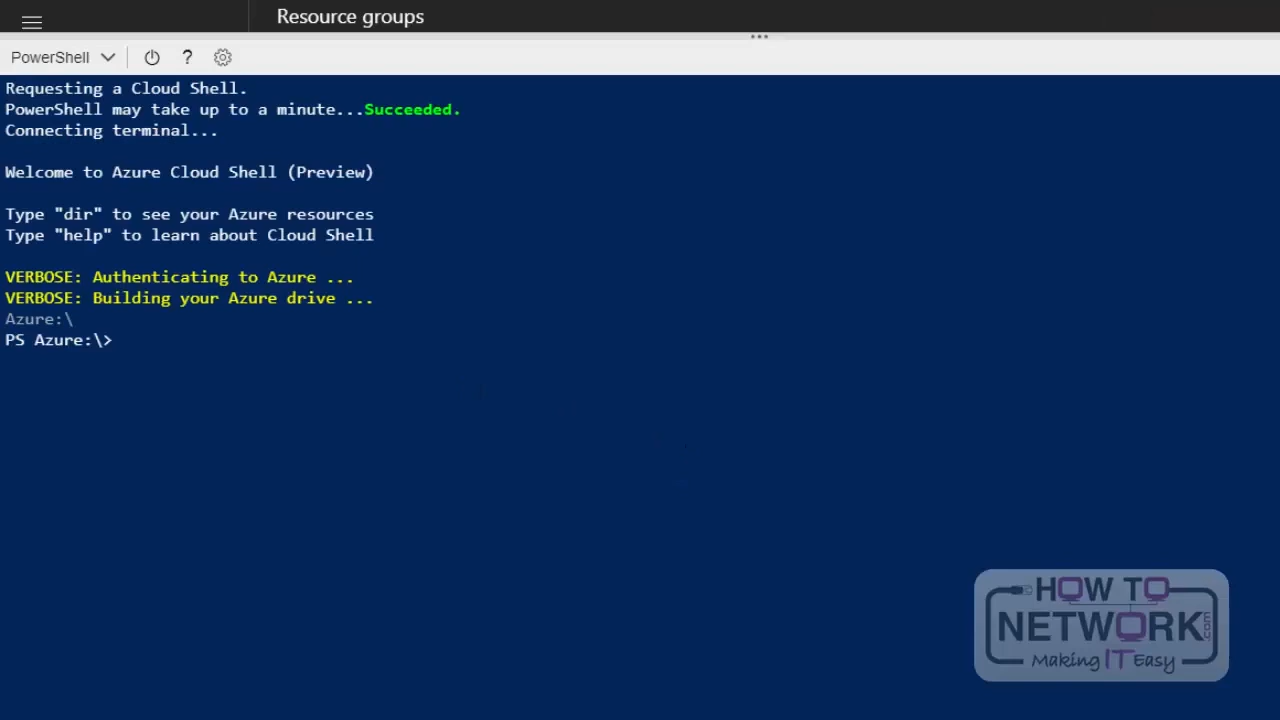 Resource groups
PowerShell
?
Requesting a Cloud Shell.
PowerShell may take up to a minute...Succeeded.
Connecting terminal...
Welcome to Azure Cloud Shell (Preview)
Type "dir" to see your Azure resources
Type "help" to learn about Cloud Shell
VERBOSE: Authenticating to Azure ...
VERBOSE: Building your Azure drive ...
Azure:\
PS Azure:\>
HOW TO
NETWORK.com
Making IT Easy